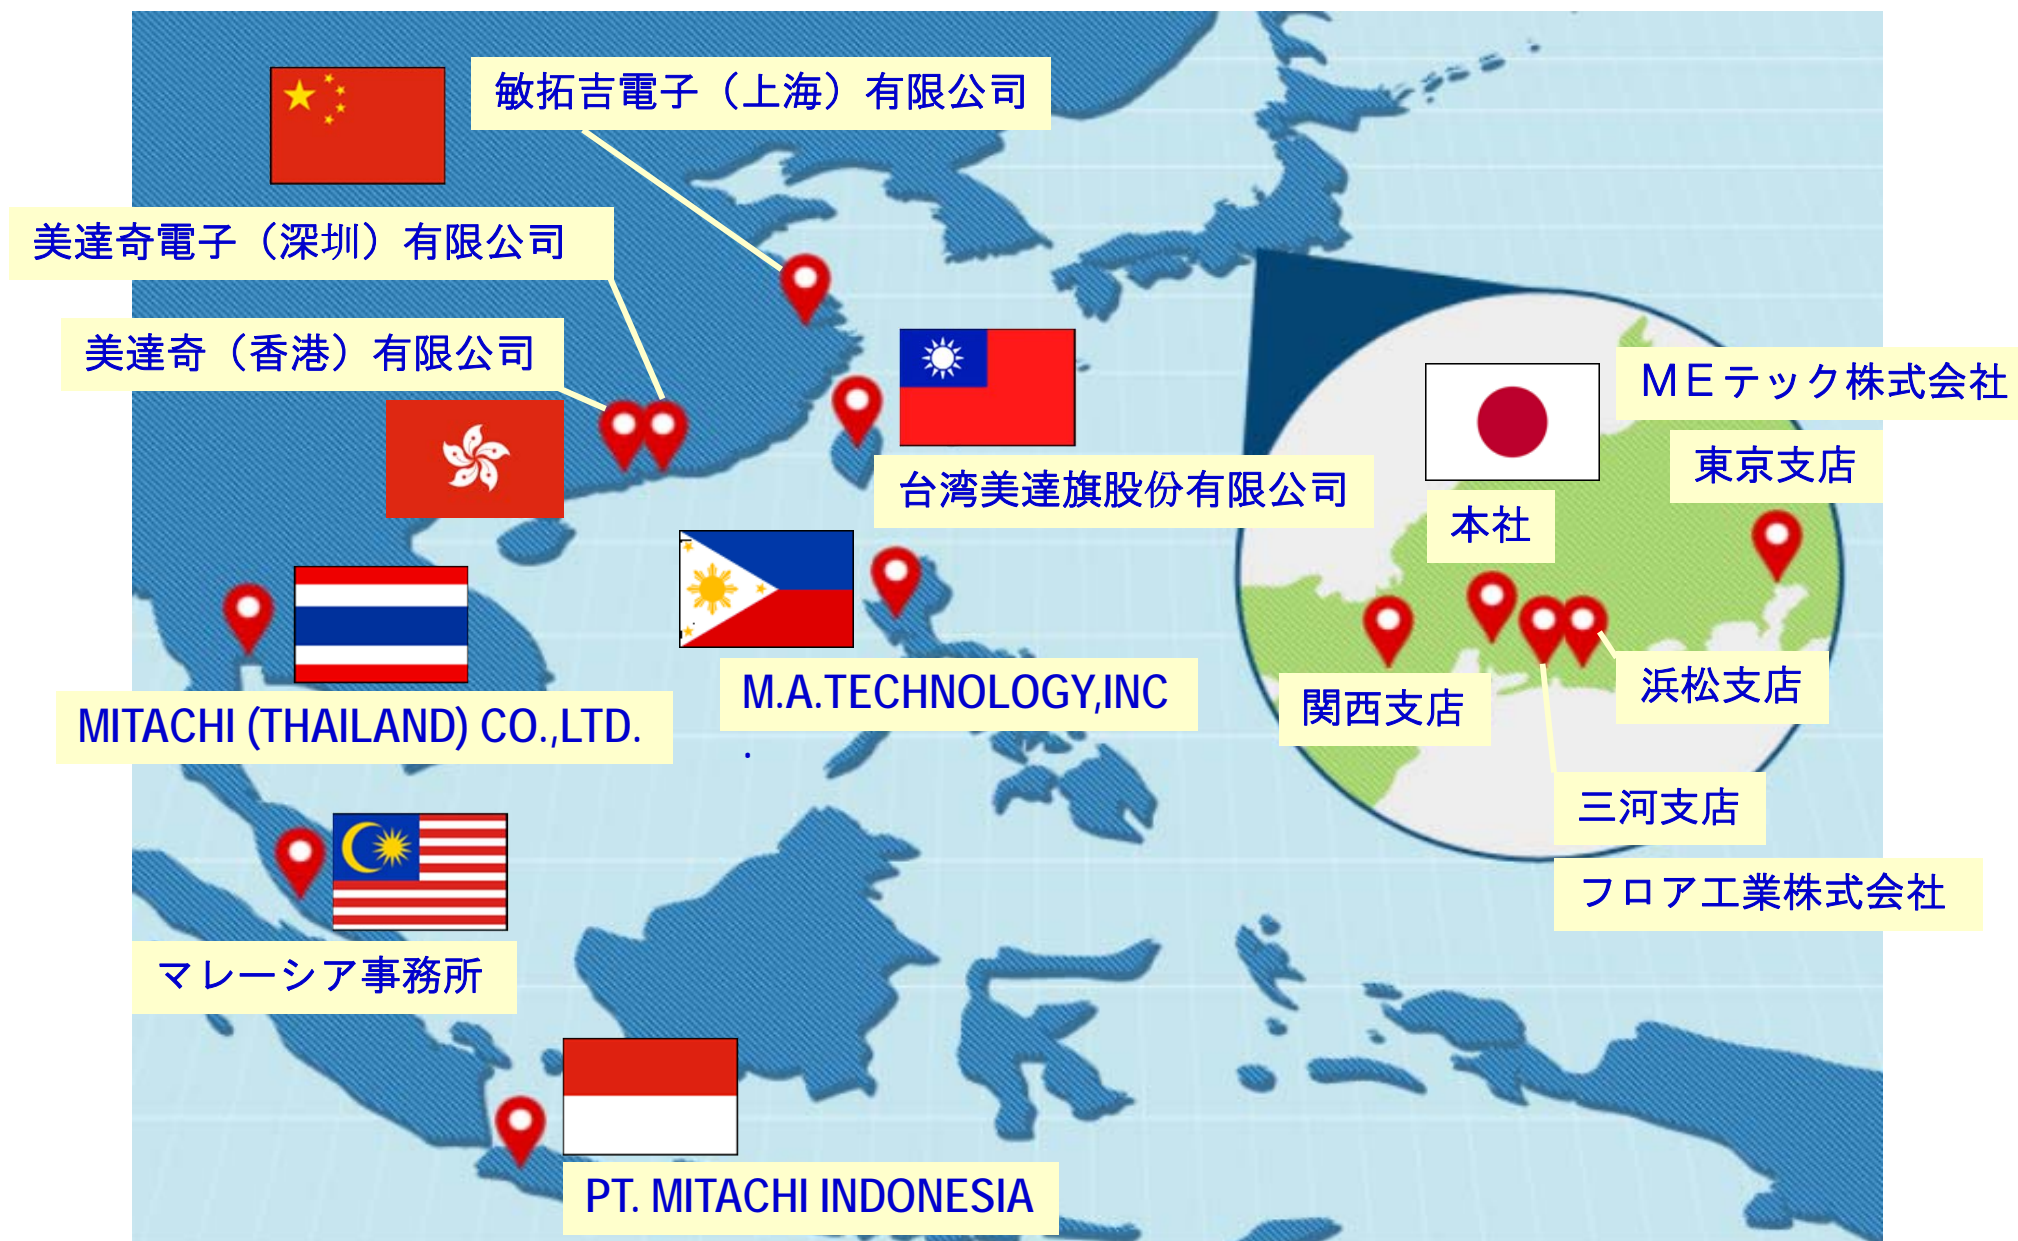 敏拓吉電子（上海）有限公司
美達奇電子（深圳）有限公司
美達奇（香港）有限公司
台湾美達旗股份有限公司
ＭＥテック株式会社
東京支店
本社
関西支店
浜松支店
三河支店
フロア工業株式会社
M.A.TECHNOLOGY,INC
.
MITACHI (THAILAND) CO.,LTD.
マレーシア事務所
PT. MITACHI INDONESIA